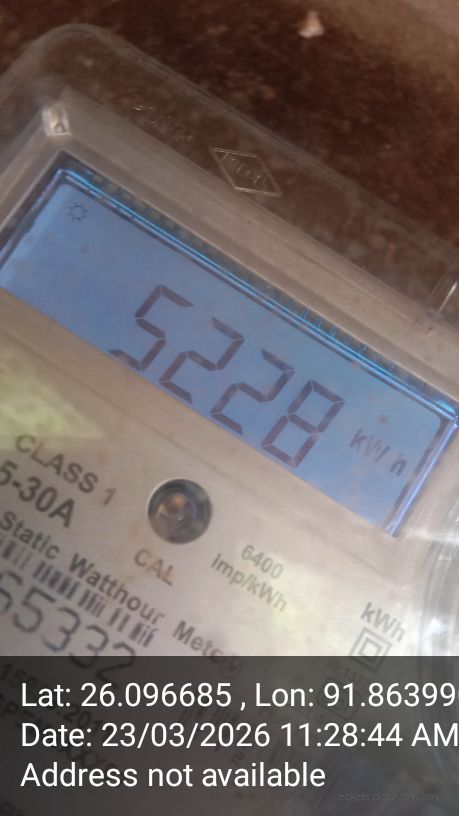 5228 kWh
CLASS 1
5-30A
CAL
6400
imp/kWh
Static Watthour
kWh
65332
Lat: 26.096685 , Lon: 91.86399
Date: 23/03/2026 11:28:44 AM
Address not available